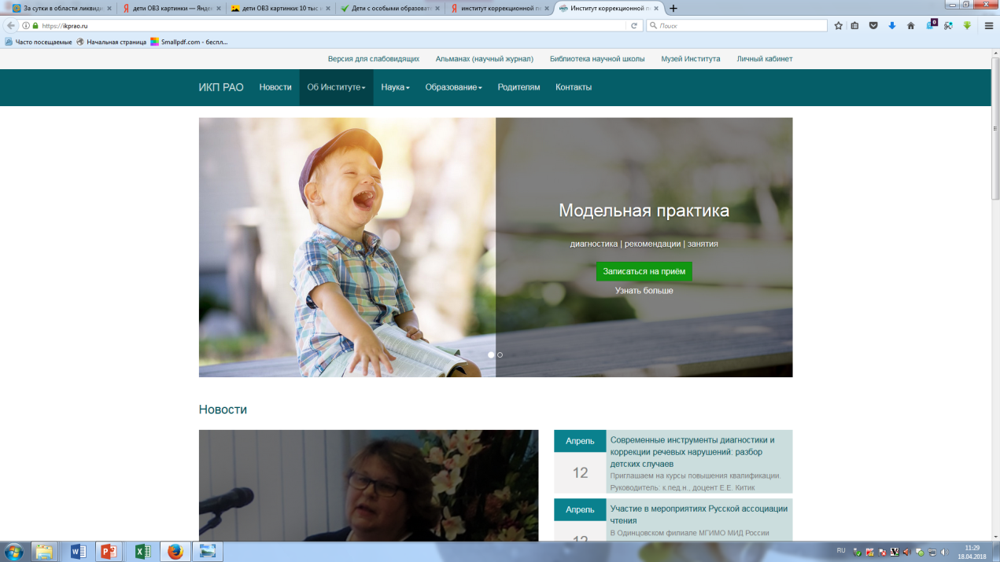 За сутки в области ликвиди
дети ОВЗ картинки — Яндек
дети ОВЗ картинки: 10 тыс и
Дети с особыми образовате
институт коррекционной пе
Институт коррекционной п
https://ikprao.ru
Поиск
0
Часто посещаемые
Начальная страница
Smallpdf.com - беспл...
Версия для слабовидящих
Альманах (научный журнал)
Библиотека научной школы
Музей Института
Личный кабинет
ИКП РАО
Новости
Об Институте
Наука
Образование
Родителям
Контакты
Модельная практика
диагностика | рекомендации | занятия
Записаться на приём
Узнать больше
Новости
Апрель
12
Современные инструменты диагностики и
коррекции речевых нарушений: разбор
детских случаев
Приглашаем на курсы повышения квалификации.
Руководитель: к.пед.н., доцент Е.Е. Китик
Апрель
12
Участие в мероприятиях Русской ассоциации
чтения
В Одинцовском филиале МГИМО МИД России
RU
11:29
18.04.2018